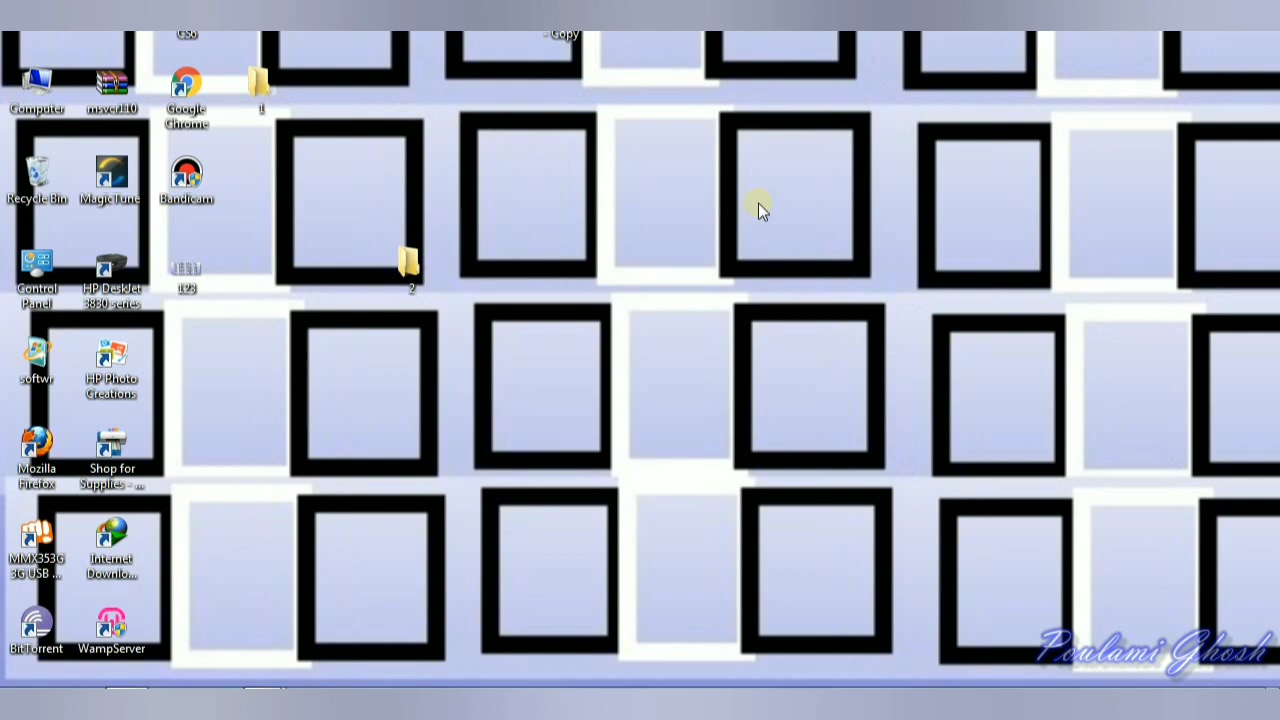 GS6
- Copy
Computer
msvcr110
Google
Chrome
1
Recycle Bin
MagicTune
Bandicam
Control
Panel
HP DeskJet
3830 series
123
2
softwr
HP Photo
Creations
Mozilla
Firefox
Shop for
Supplies - ...
MMX353G
3G USB ...
Internet
Downlo...
BitTorrent
WampServer
Poulami Ghosh